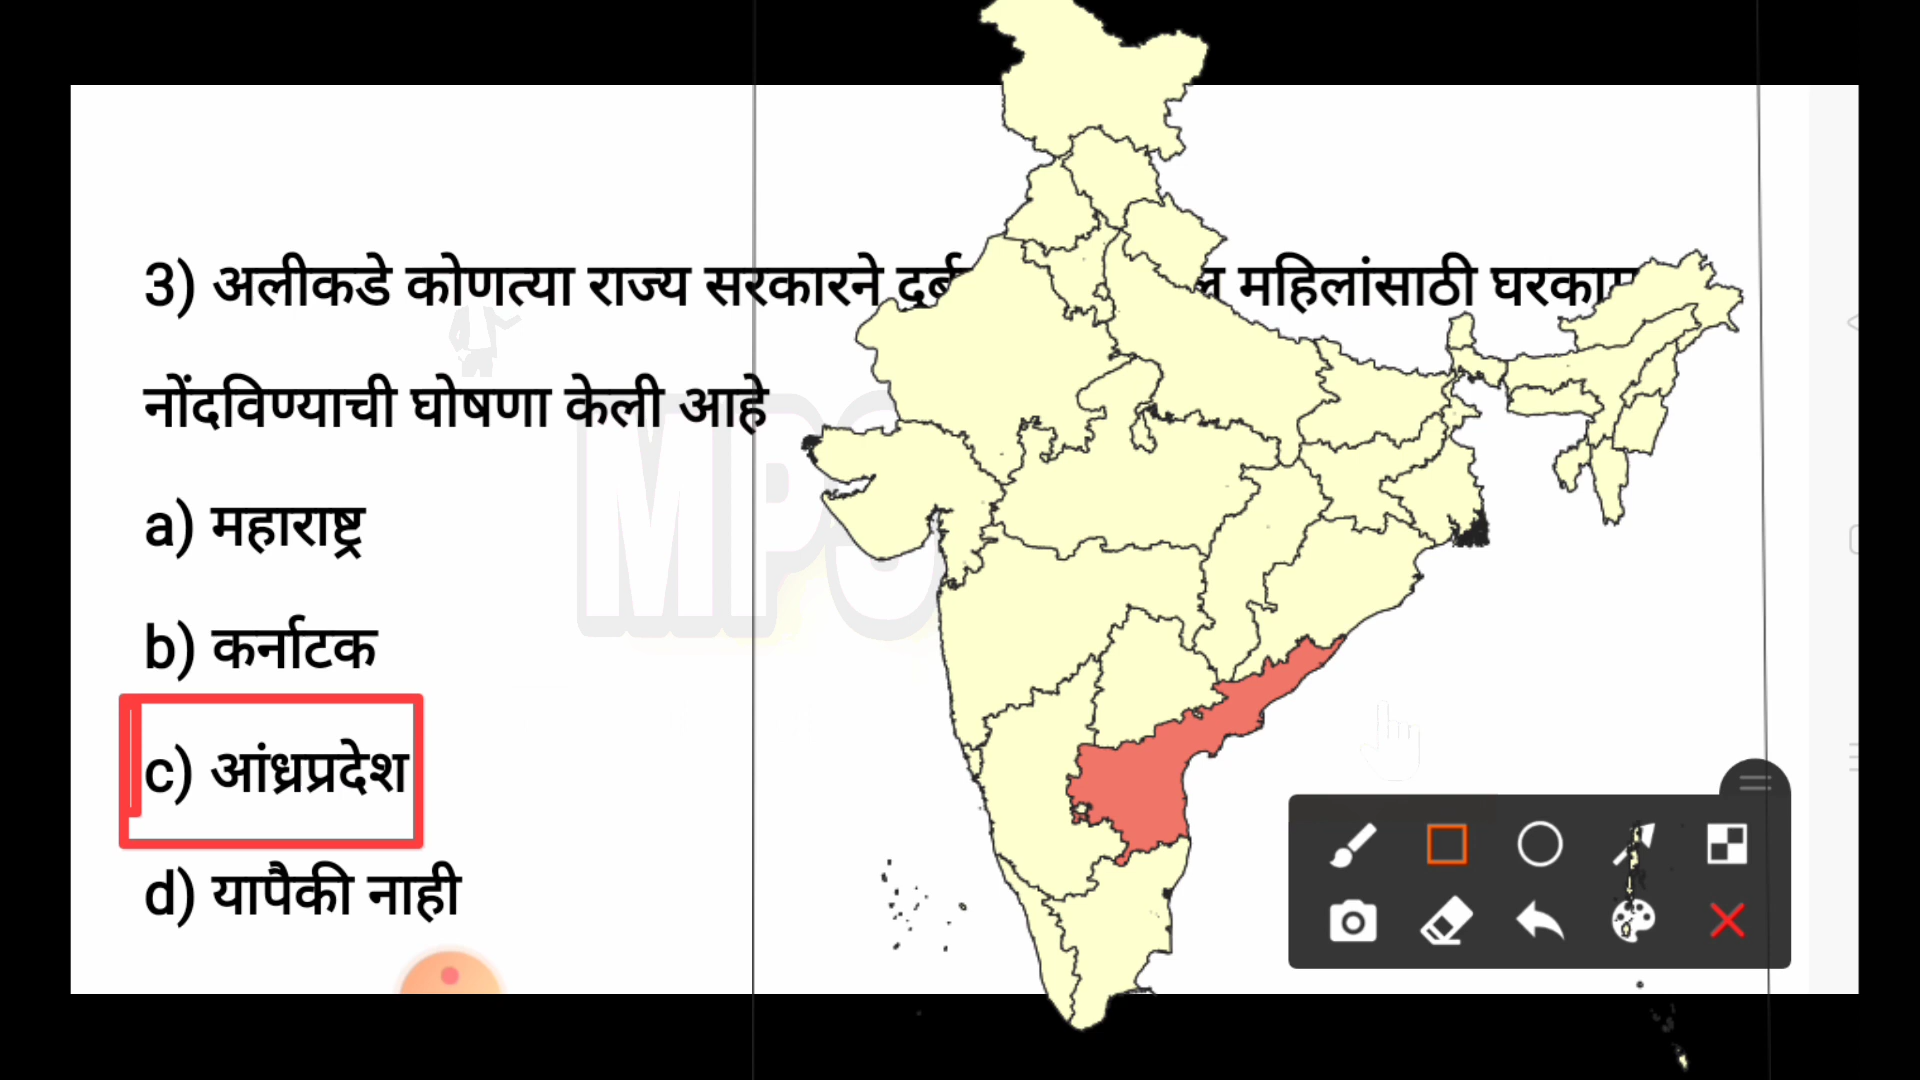 3) अलीकडे कोणत्या राज्य सरकारने महिलांसाठी
नोंदविण्याची घोषणा केली आहे
a) महाराष्ट्र
b) कर्नाटक
c) आंध्रप्रदेश
d) यापैकी नाही